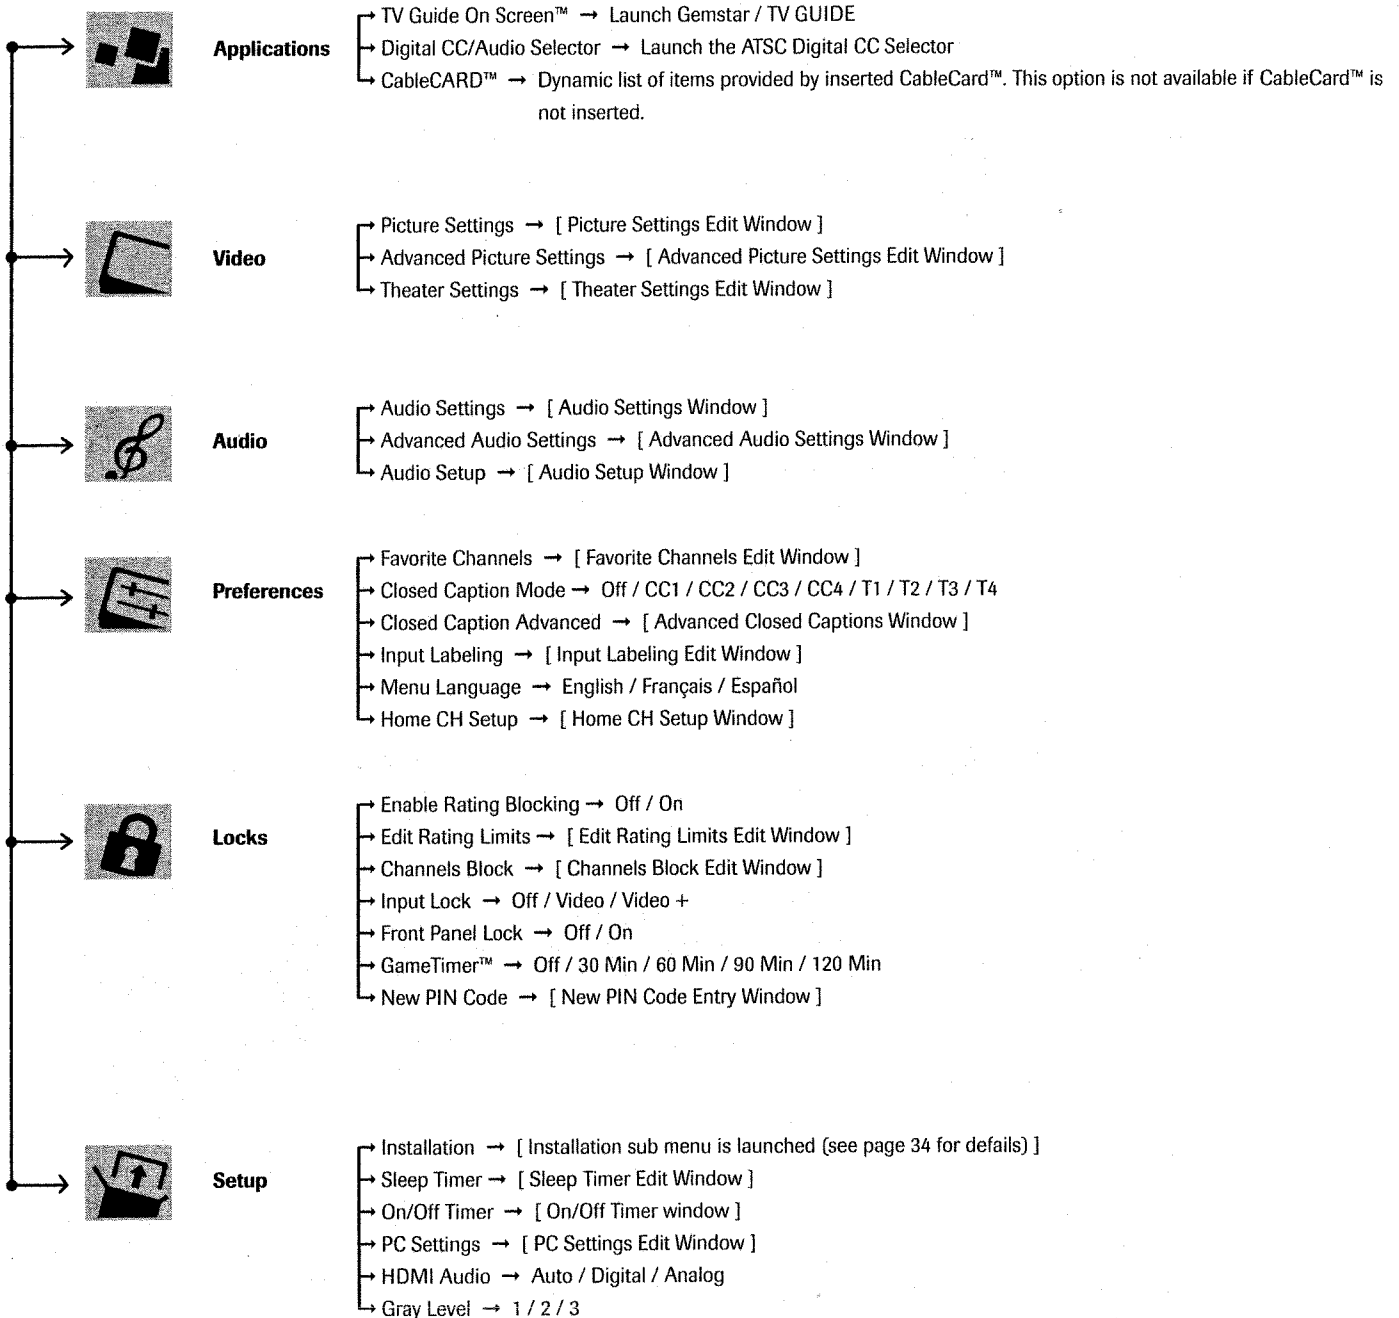 Applications
TV Guide On Screen™ → Launch Gemstar / TV GUIDE
Digital CC/Audio Selector → Launch the ATSC Digital CC Selector
CableCARD™ → Dynamic list of items provided by inserted CableCard™. This option is not available if CableCard™ is
not inserted.
Video
Picture Settings → [ Picture Settings Edit Window ]
Advanced Picture Settings → [ Advanced Picture Settings Edit Window ]
Theater Settings → [ Theater Settings Edit Window ]
Audio
Audio Settings → [ Audio Settings Window ]
Advanced Audio Settings → [ Advanced Audio Settings Window ]
Audio Setup → [ Audio Setup Window ]
Preferences
Favorite Channels → [ Favorite Channels Edit Window ]
Closed Caption Mode → Off / CC1 / CC2 / CC3 / CC4 / T1 / T2 / T3 / T4
Closed Caption Advanced → [ Advanced Closed Captions Window ]
Input Labeling → [ Input Labeling Edit Window ]
Menu Language → English / Français / Español
Home CH Setup → [ Home CH Setup Window ]
Locks
Enable Rating Blocking → Off / On
Edit Rating Limits → [ Edit Rating Limits Edit Window ]
Channels Block → [ Channels Block Edit Window ]
Input Lock → Off / Video / Video +
Front Panel Lock → Off / On
GameTimer™ → Off / 30 Min / 60 Min / 90 Min / 120 Min
New PIN Code → [ New PIN Code Entry Window ]
Setup
Installation → [ Installation sub menu is launched (see page 34 for defails) ]
Sleep Timer → [ Sleep Timer Edit Window ]
On/Off Timer → [ On/Off Timer window ]
PC Settings → [ PC Settings Edit Window ]
HDMI Audio → Auto / Digital / Analog
Gray Level → 1 / 2 / 3